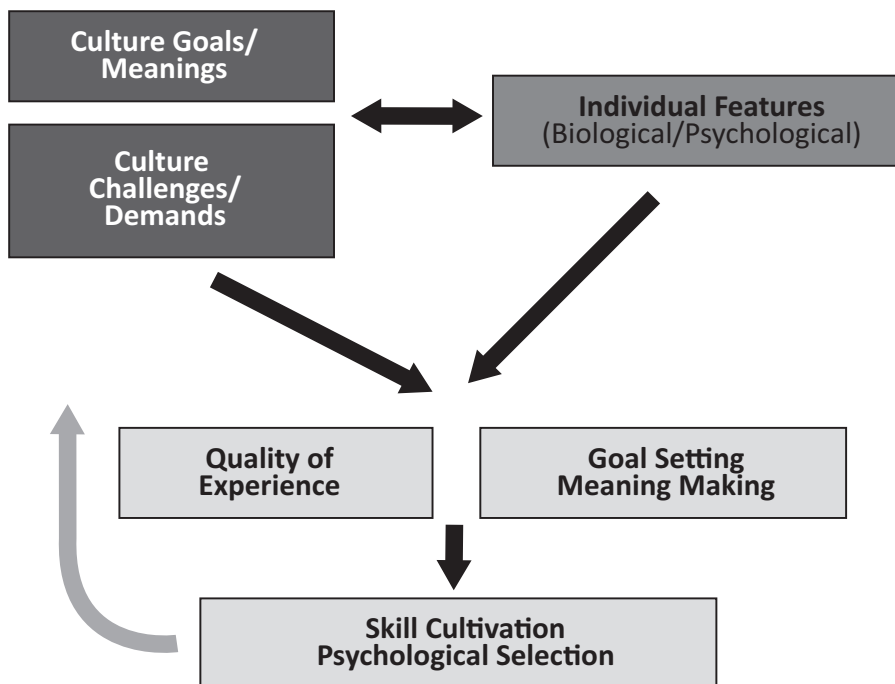 Culture Goals/
Meanings
Individual Features
(Biological/Psychological)
Culture
Challenges/
Demands
Quality of
Experience
Goal Setting
Meaning Making
Skill Cultivation
Psychological Selection